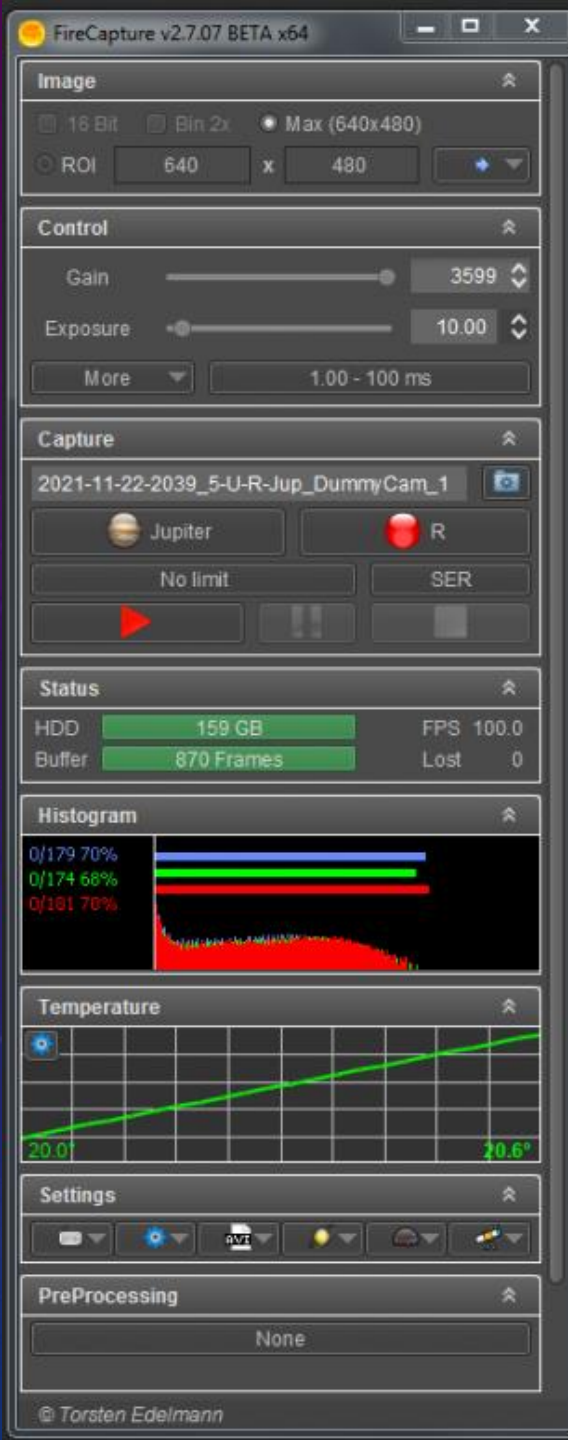 FireCapture v2.7.07 BETA x64
Image
16 Bit Bin 2x Max (640x480)
ROI 640 x 480
Control
Gain 3599
Exposure 10.00
More 1.00 - 100 ms
Capture
2021-11-22-2039_5-U-R-Jup_DummyCam_1
Jupiter R
No limit SER
Status
HDD 159 GB FPS 100.0
Buffer 870 Frames Lost 0
Histogram
0/179 70%
0/174 68%
0/181 70%
Temperature
20.0° 20.6°
Settings
AVI
PreProcessing
None
© Torsten Edelmann